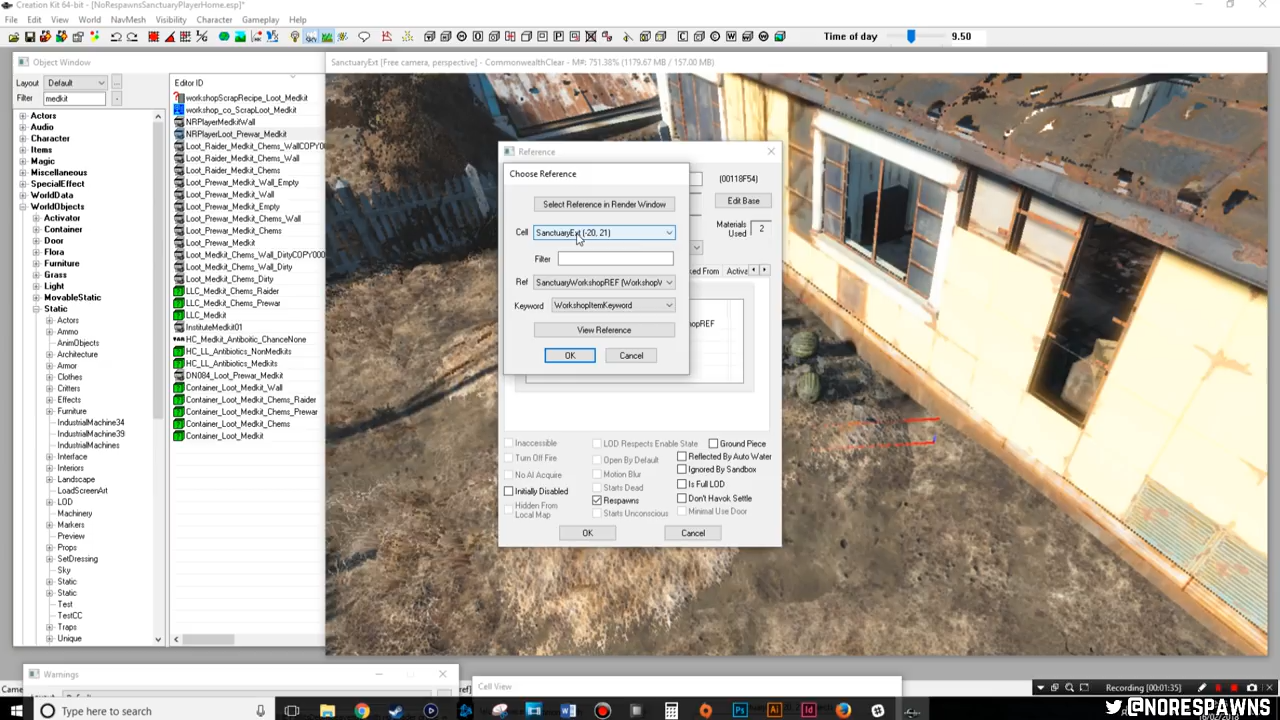 Creation Kit 64-bit - [NoRespawnsSanctuaryPlayerHome.esp]*
File Edit View World NavMesh Visibility Character Gameplay Help
Time of day 9.50
Object Window
Layout Default ...
Filter medkit
Actors
Audio
Character
Items
Magic
Miscellaneous
SpecialEffect
WorldData
WorldObjects
Activator
Container
Door
Flora
Furniture
Grass
Light
MovableStatic
Static
Actors
Ammo
AnimObjects
Architecture
Armor
Clothes
Critters
Effects
Furniture
IndustrialMachine34
IndustrialMachine39
IndustrialMachines
Interface
Interiors
Landscape
LoadScreenArt
LOD
Machinery
Markers
Preview
Props
SetDressing
Sky
Static
Static
Test
TestCC
Traps
Unique
Editor ID
workshopScrapRecipe_Loot_Medkit
workshop_co_ScrapLoot_Medkit
NRPlayerMedkitWall
NRPlayerLoot_Prewar_Medkit
Loot_Raider_Medkit_Chems_WallCOPY00
Loot_Raider_Medkit_Chems_Wall
Loot_Raider_Medkit_Chems
Loot_Prewar_Medkit_Wall_Empty
Loot_Prewar_Medkit_Wall
Loot_Prewar_Medkit_Empty
Loot_Prewar_Medkit_Chems_Wall
Loot_Prewar_Medkit_Chems
Loot_Prewar_Medkit
Loot_Medkit_Chems_Wall_DirtyCOPY000
Loot_Medkit_Chems_Wall_Dirty
Loot_Medkit_Chems_Dirty
LLC_Medkit_Chems_Raider
LLC_Medkit_Chems_Prewar
LLC_Medkit
InstituteMedkit01
HC_Medkit_Antiboitic_ChanceNone
HC_LL_Antibiotics_NonMedkits
HC_LL_Antibiotics_Medkits
DN084_Loot_Prewar_Medkit
Container_Loot_Medkit_Wall
Container_Loot_Medkit_Chems_Raider
Container_Loot_Medkit_Chems_Prewar
Container_Loot_Medkit_Chems
Container_Loot_Medkit
SanctuaryExt [Free camera, perspective] - CommonwealthClear - M#: 751.38% (1179.67 MB / 157.00 MB)
Reference
(00118F54)
Edit Base
Materials
Used 2
ked From Activa
opREF
Choose Reference
Select Reference in Render Window
Cell SanctuaryExt (-20, 21)
Filter
Ref SanctuaryWorkshopREF (WorkshopV
Keyword WorkshopItemKeyword
View Reference
OK Cancel
Inaccessible LOD Respects Enable State Ground Piece
Turn Off Fire Open By Default Reflected By Auto Water
No AI Acquire Motion Blur Ignored By Sandbox
Starts Dead Is Full LOD
Initially Disabled Respawns Don't Havok Settle
Hidden From
Local Map Starts Unconscious Minimal Use Door
OK Cancel
Warnings
Cell View
Recording [00:01:35]
Type here to search
@NORESPAWNS